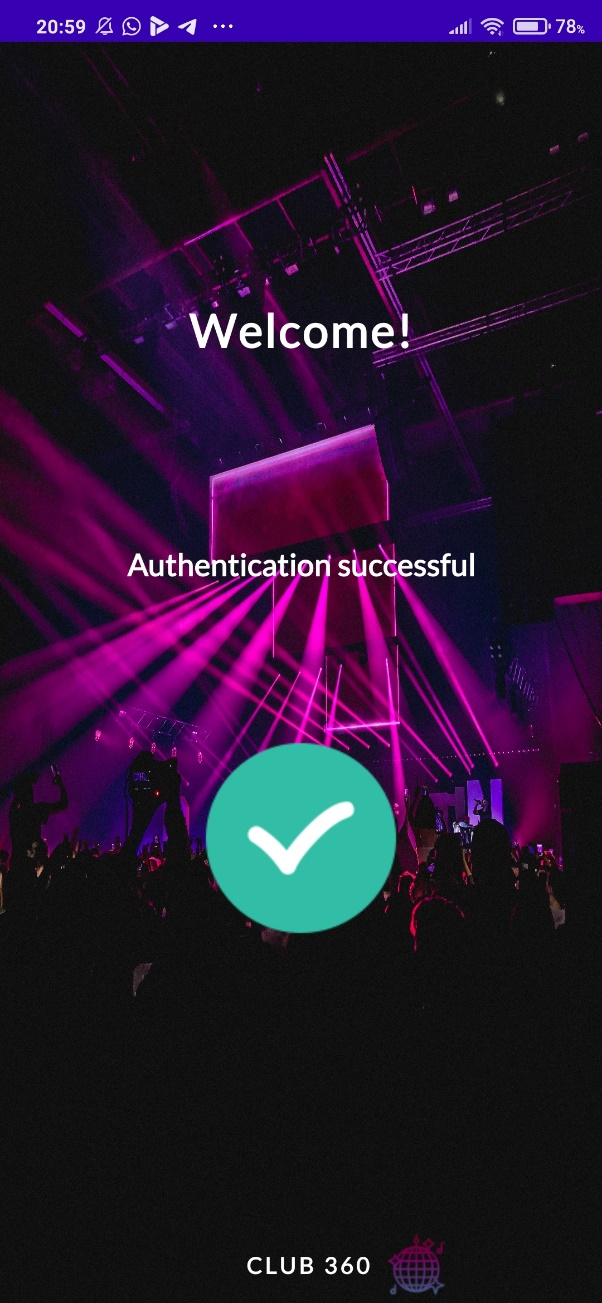 20:59 78%
Welcome!
Authentication successful
CLUB 360